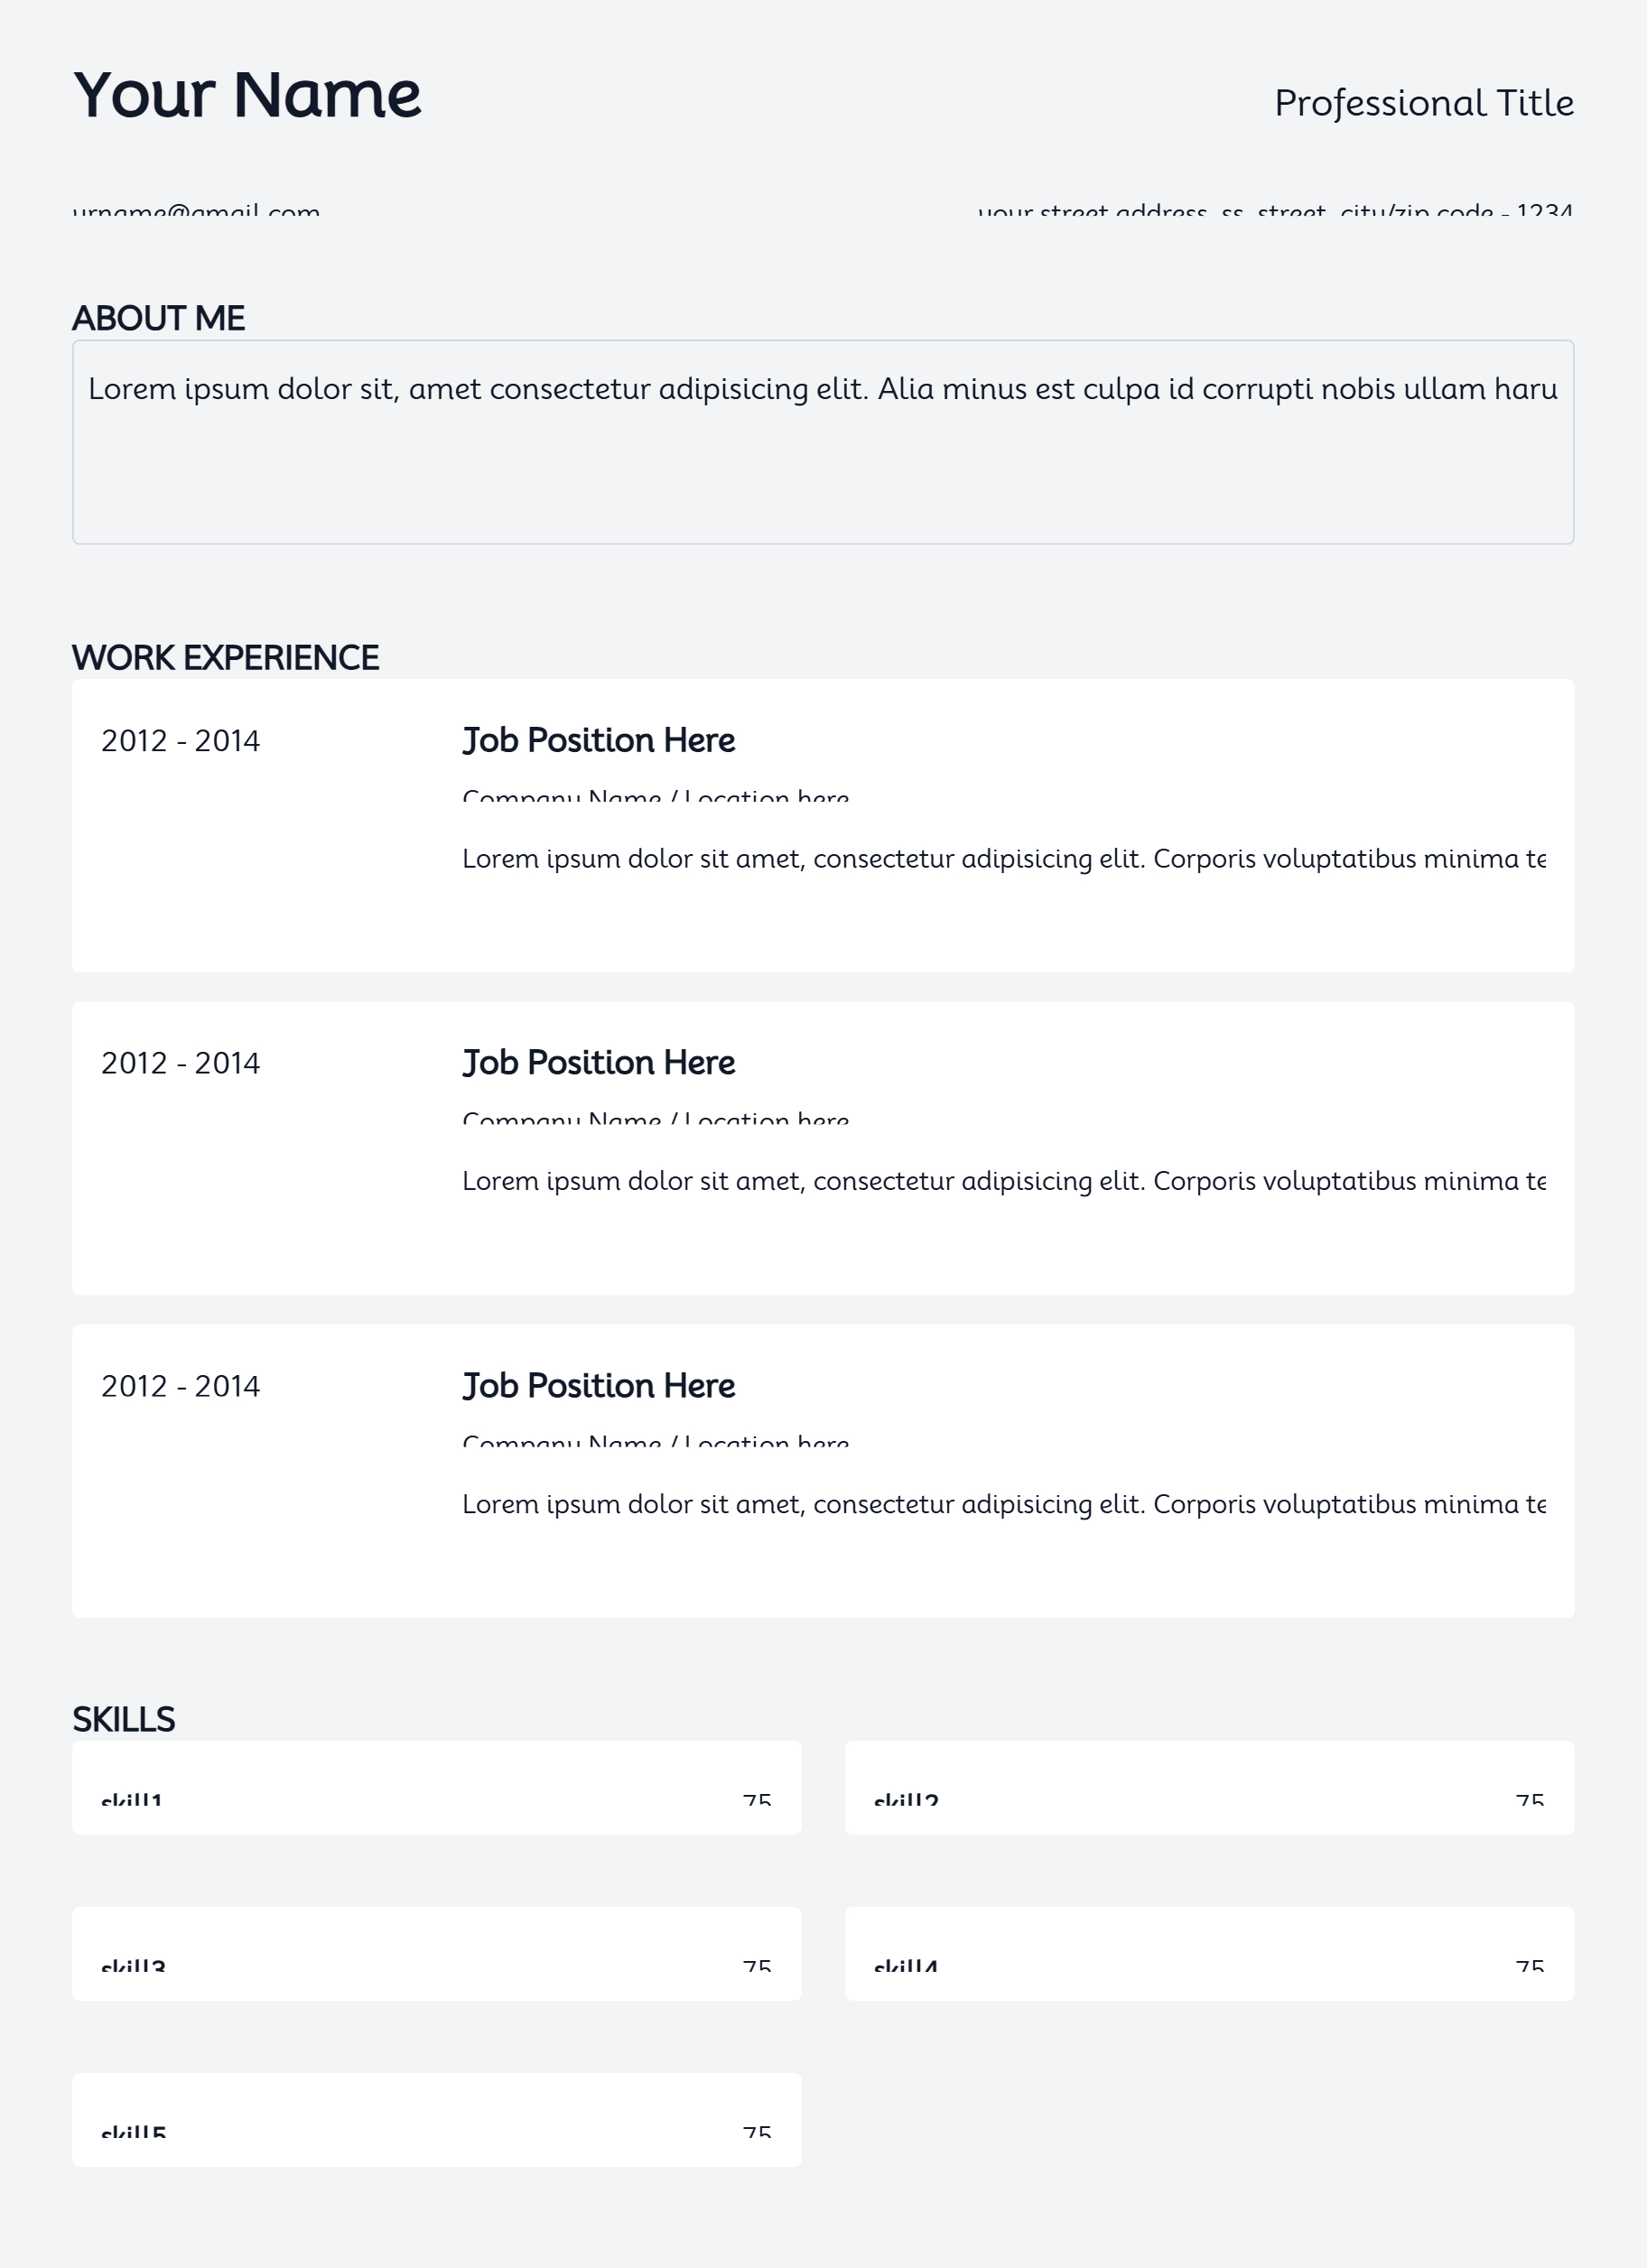 Your Name
Professional Title
urname@gmail.com
your street address, ss, street, city/zip code - 1234
ABOUT ME
Lorem ipsum dolor sit, amet consectetur adipisicing elit. Alia minus est culpa id corrupti nobis ullam haru
WORK EXPERIENCE
2012 - 2014
Job Position Here
Company Name / Location here
Lorem ipsum dolor sit amet, consectetur adipisicing elit. Corporis voluptatibus minima te
2012 - 2014
Job Position Here
Company Name / Location here
Lorem ipsum dolor sit amet, consectetur adipisicing elit. Corporis voluptatibus minima te
2012 - 2014
Job Position Here
Company Name / Location here
Lorem ipsum dolor sit amet, consectetur adipisicing elit. Corporis voluptatibus minima te
SKILLS
skill1 75
skill2 75
skill3 75
skill4 75
skill5 75